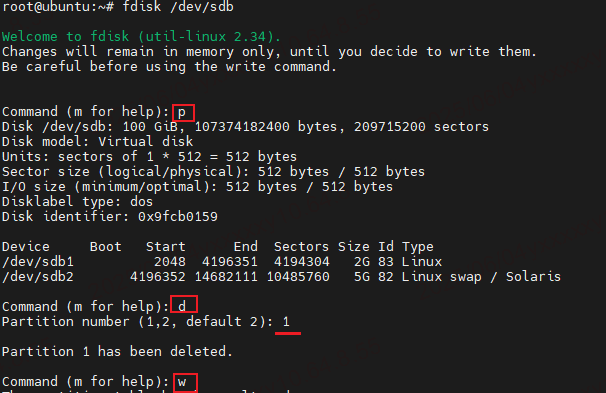 root@ubuntu:~# fdisk /dev/sdb
Welcome to fdisk (util-linux 2.34).
Changes will remain in memory only, until you decide to write them.
Be careful before using the write command.
Command (m for help): p
Disk /dev/sdb: 100 GiB, 107374182400 bytes, 209715200 sectors
Disk model: Virtual disk
Units: sectors of 1 * 512 = 512 bytes
Sector size (logical/physical): 512 bytes / 512 bytes
I/O size (minimum/optimal): 512 bytes / 512 bytes
Disklabel type: dos
Disk identifier: 0x9fcb0159
Device     Boot   Start      End  Sectors Size Id Type
/dev/sdb1          2048  4196351  4194304   2G 83 Linux
/dev/sdb2       4196352 14682111 10485760   5G 82 Linux swap / Solaris
Command (m for help): d
Partition number (1,2, default 2): 1
Partition 1 has been deleted.
Command (m for help): w